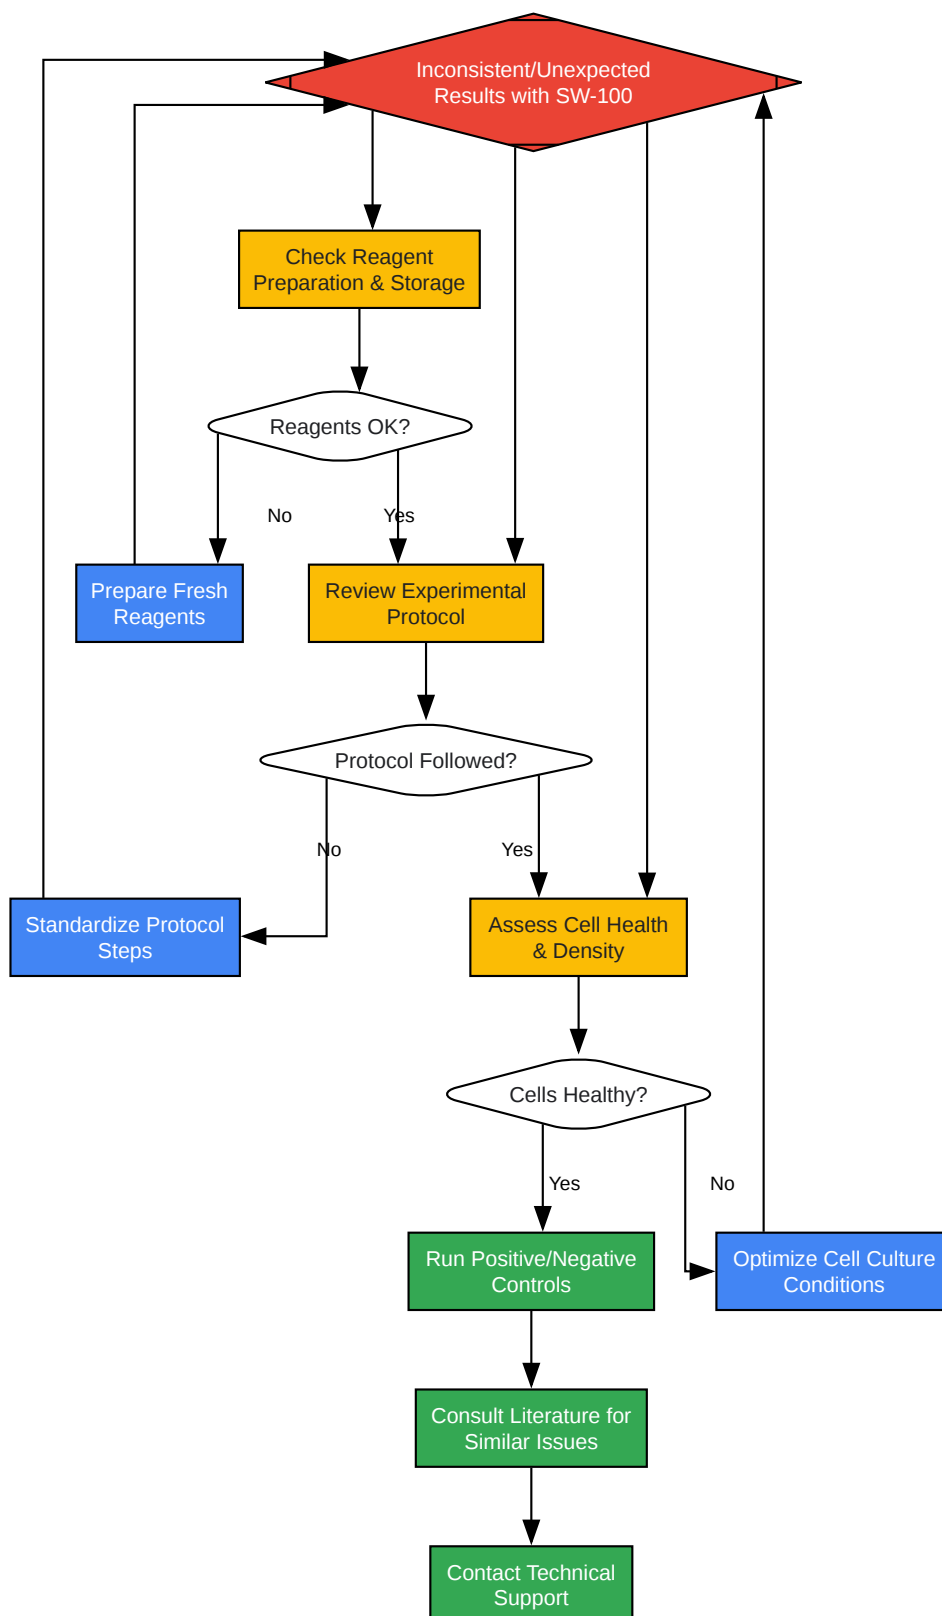 Inconsistent/Unexpected
Results with SW-100
Check Reagent
Preparation & Storage
Reagents OK?
No
Yes
Prepare Fresh
Reagents
Review Experimental
Protocol
Protocol Followed?
No
Yes
Standardize Protocol
Steps
Assess Cell Health
& Density
Cells Healthy?
Yes
No
Run Positive/Negative
Controls
Optimize Cell Culture
Conditions
Consult Literature for
Similar Issues
Contact Technical
Support